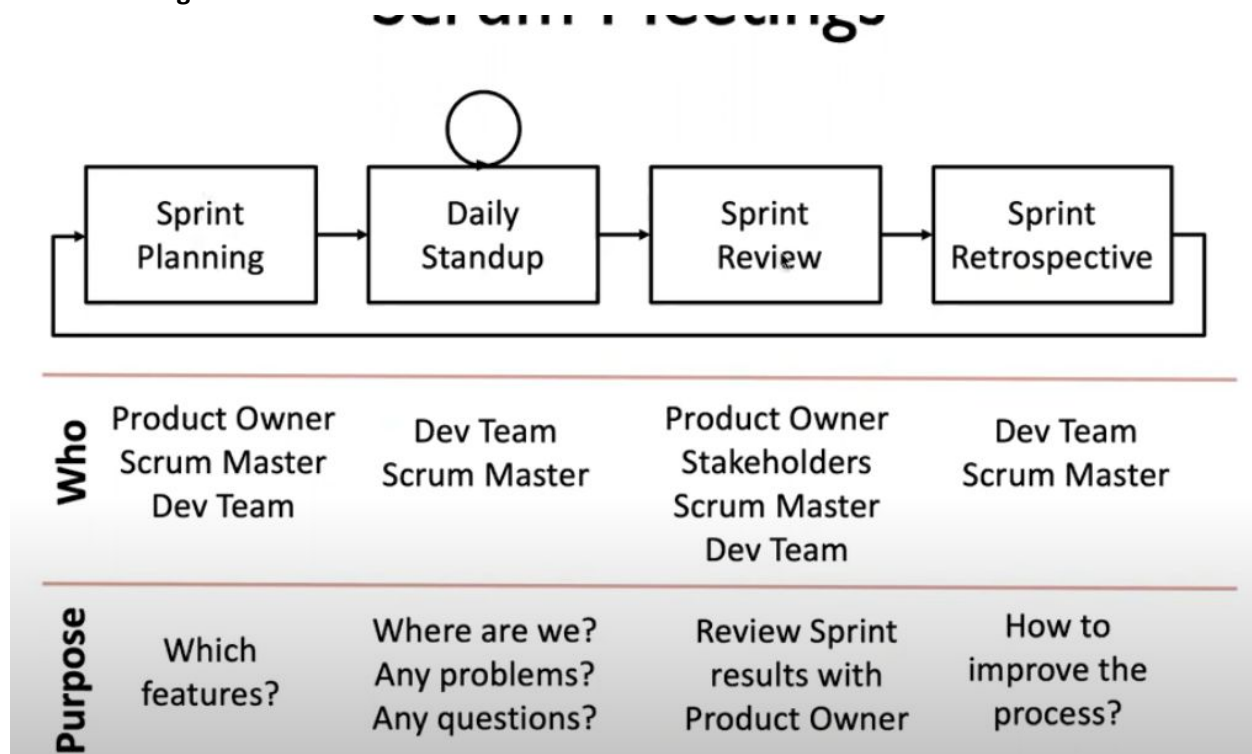 Scrum Meetings
Sprint
Planning
Daily
Standup
Sprint
Review
Sprint
Retrospective
Who
Product Owner
Scrum Master
Dev Team
Dev Team
Scrum Master
Product Owner
Stakeholders
Scrum Master
Dev Team
Dev Team
Scrum Master
Purpose
Which
features?
Where are we?
Any problems?
Any questions?
Review Sprint
results with
Product Owner
How to
improve the
process?